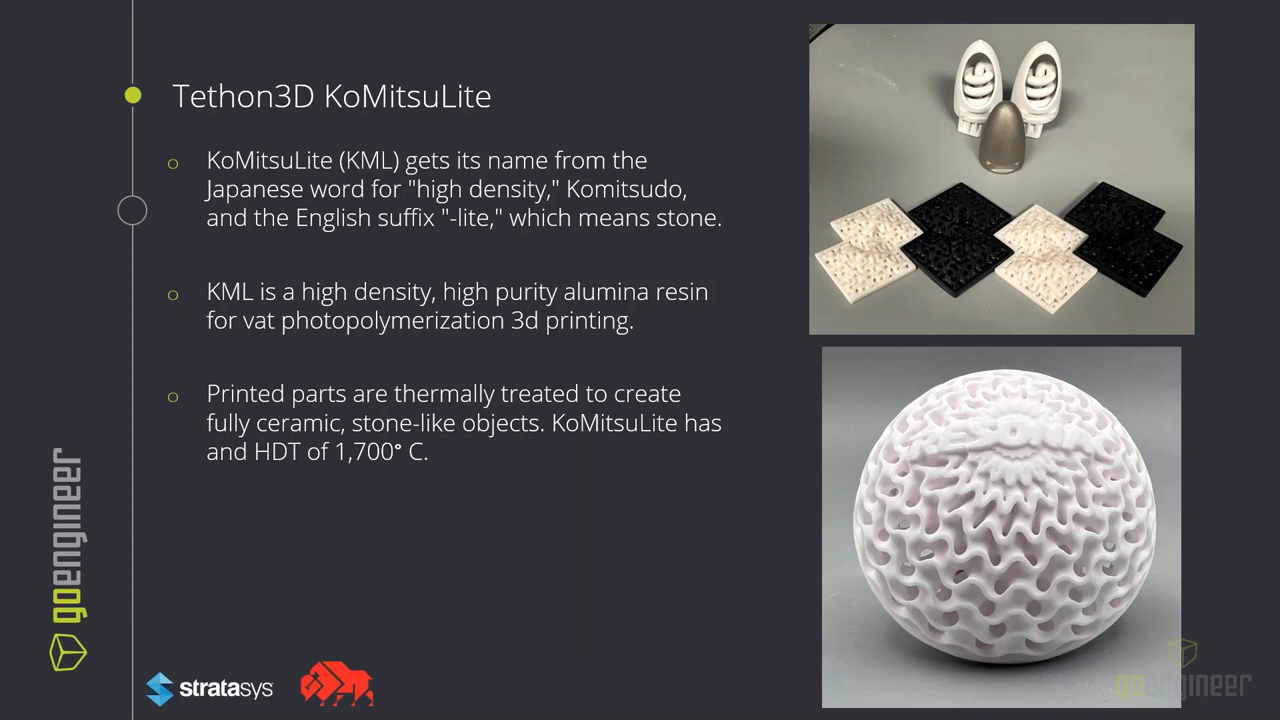 Tethon3D KoMitsuLite
KoMitsuLite (KML) gets its name from the
Japanese word for "high density," Komitsudo,
and the English suffix "-lite," which means stone.
KML is a high density, high purity alumina resin
for vat photopolymerization 3d printing.
Printed parts are thermally treated to create
fully ceramic, stone-like objects. KoMitsuLite has
and HDT of 1,700° C.
goengineer
stratasys
goengineer